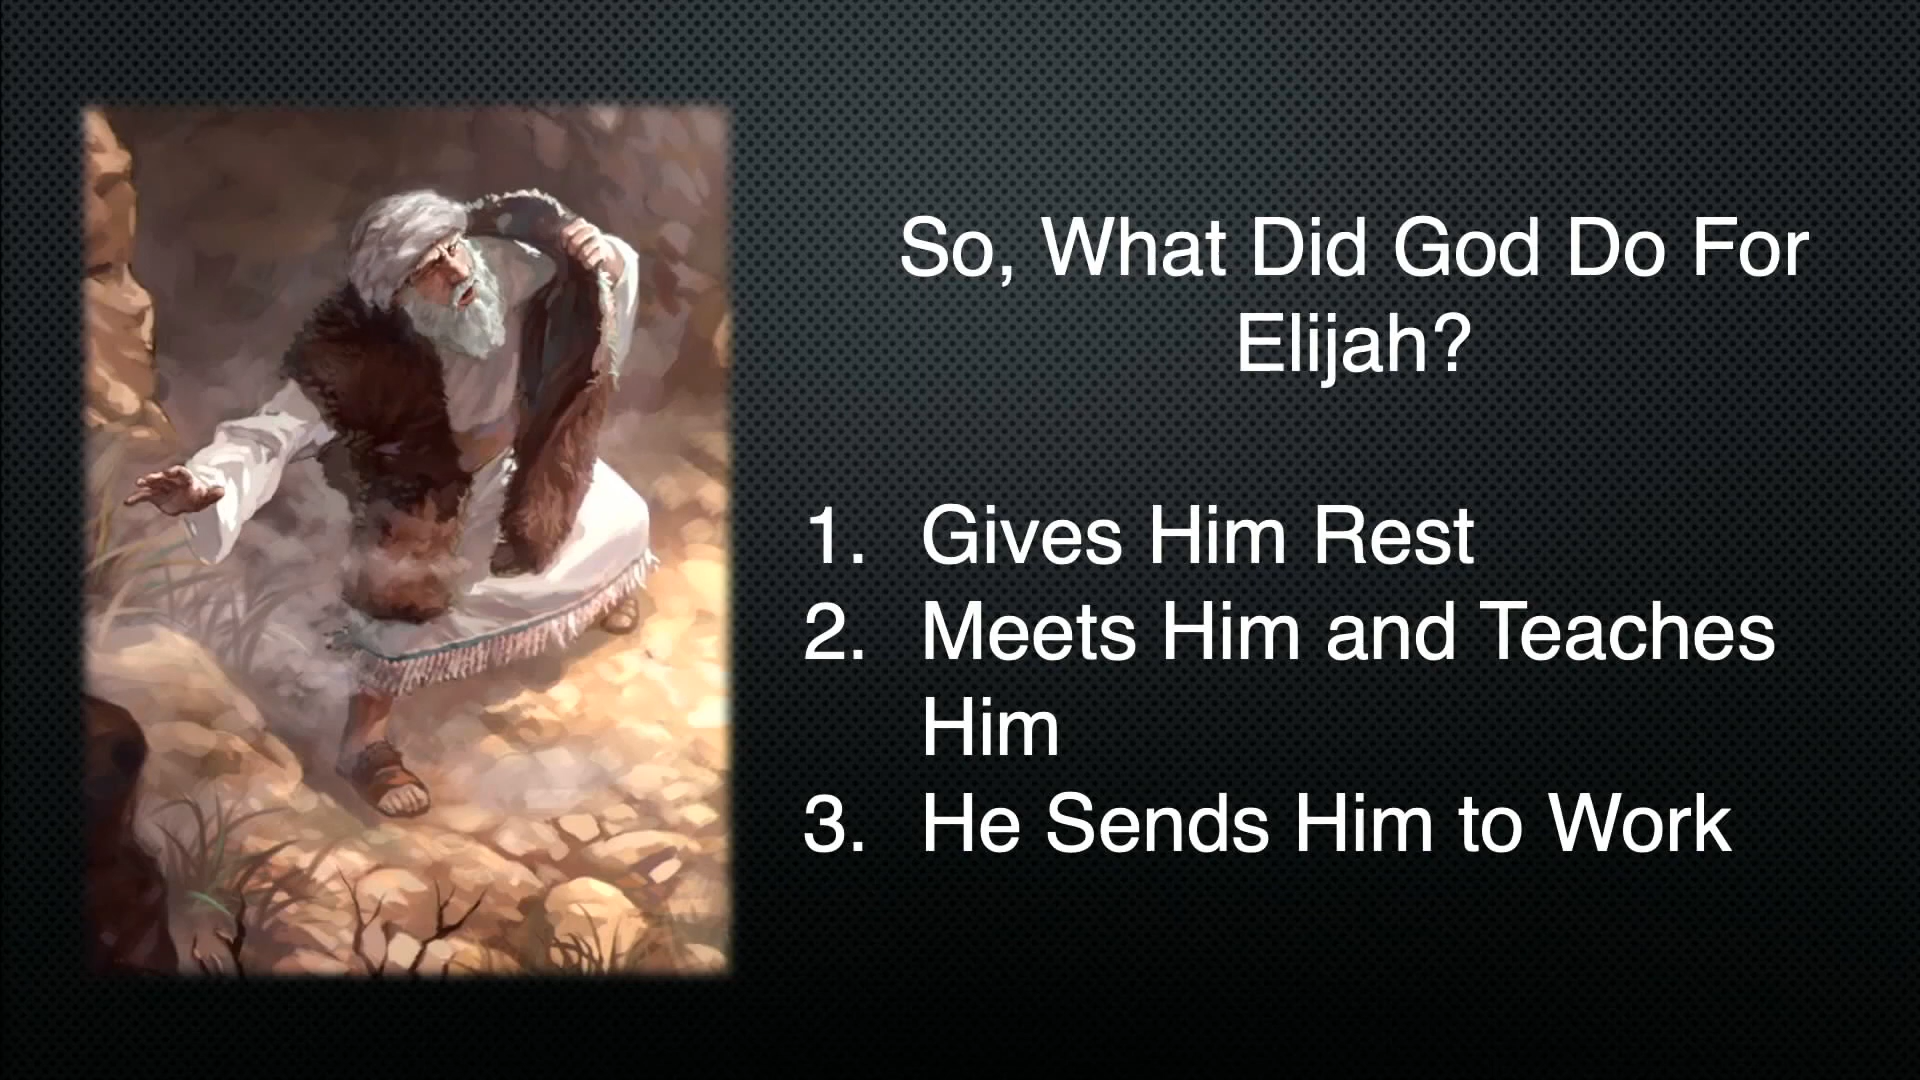 So, What Did God Do For
Elijah?
1. Gives Him Rest
2. Meets Him and Teaches
Him
3. He Sends Him to Work